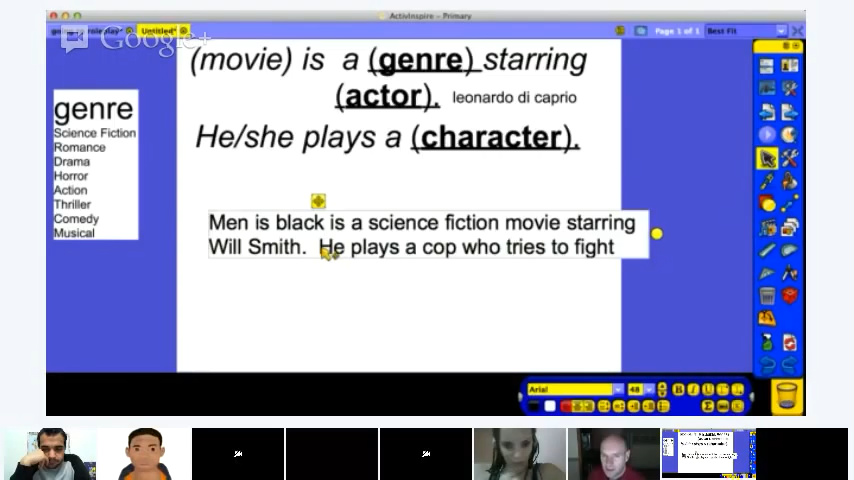 ActivInspire - Primary
Untitled*
Page 1 of 1
Best Fit
Google+
(movie) is a (genre) starring
(actor). leonardo di caprio
He/she plays a (character).
genre
Science Fiction
Romance
Drama
Horror
Action
Thriller
Comedy
Musical
Men is black is a science fiction movie starring
Will Smith. He plays a cop who tries to fight
Arial
48
B I U